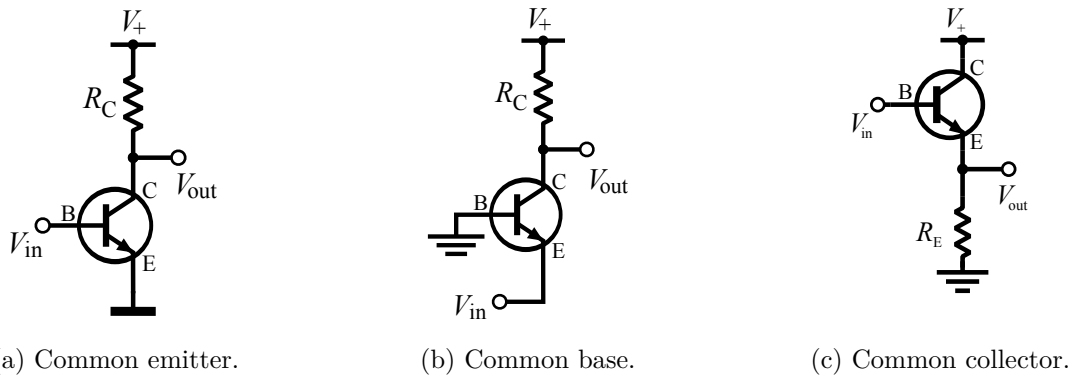 V+
RC
C
Vout
B
Vin
E
(a) Common emitter.
V+
RC
C
Vout
B
E
Vin
(b) Common base.
V+
C
B
Vin
E
Vout
RE
(c) Common collector.